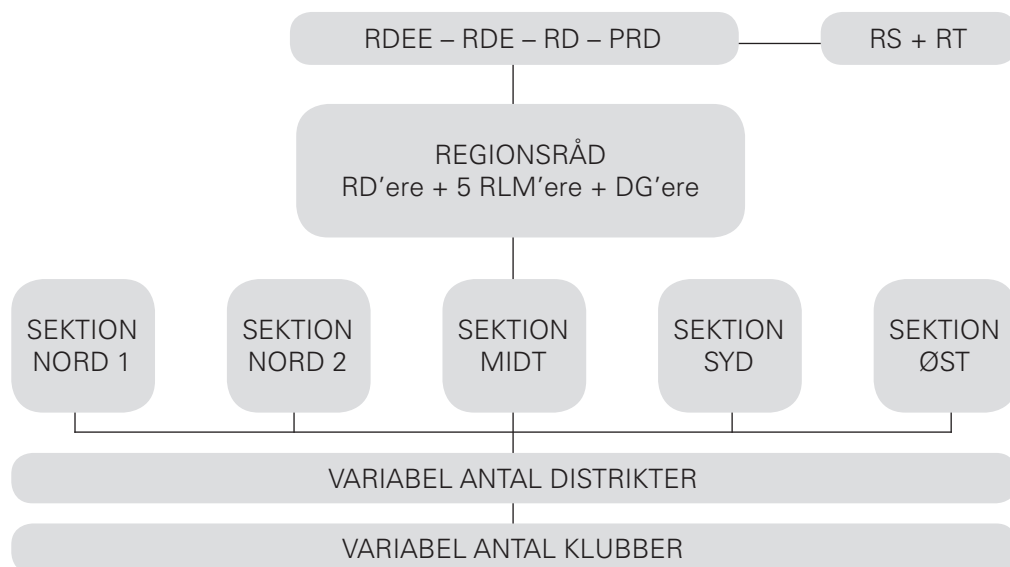 RDEE – RDE – RD – PRD
RS + RT
REGIONSRÅD
RD’ere + 5 RLM’ere + DG’ere
SEKTION
NORD 1
SEKTION
NORD 2
SEKTION
MIDT
SEKTION
SYD
SEKTION
ØST
VARIABEL ANTAL DISTRIKTER
VARIABEL ANTAL KLUBBER